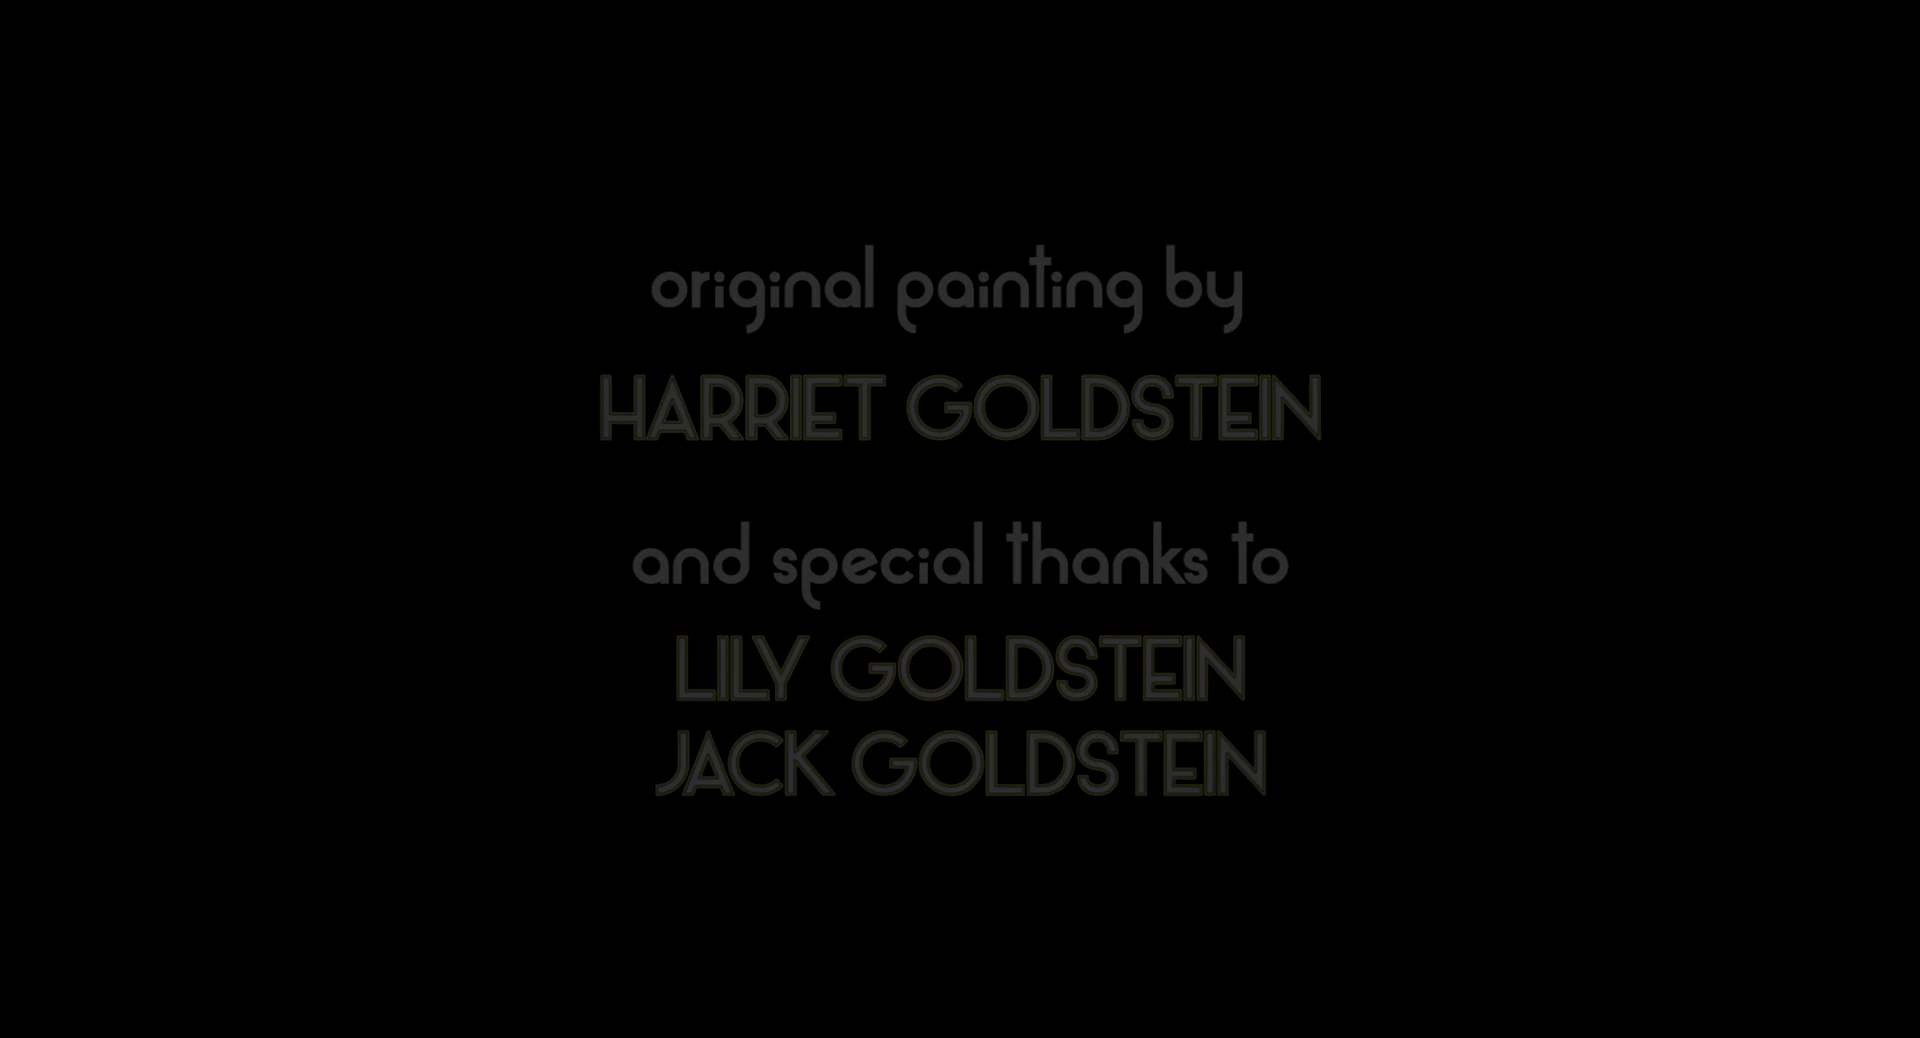 original painting by
HARRIET GOLDSTEIN
and special thanks to
LILY GOLDSTEIN
JACK GOLDSTEIN